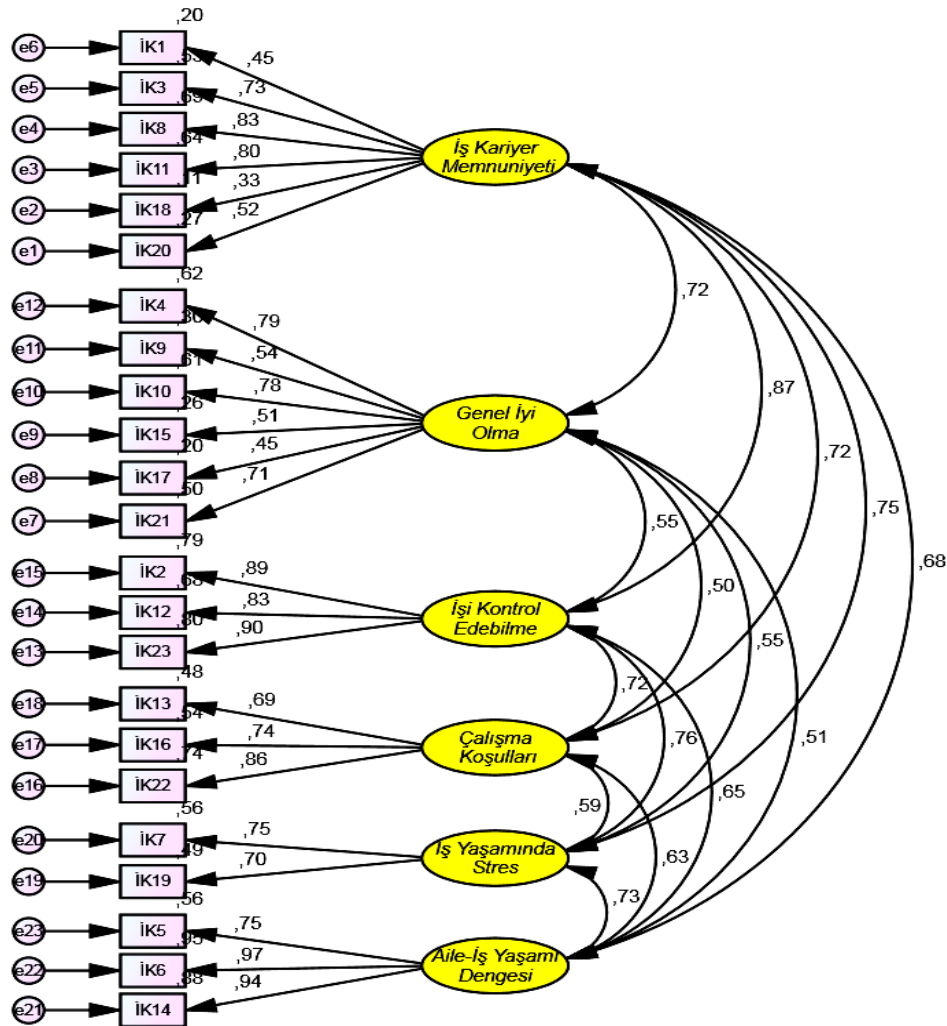 ,20
e6 İK1 ,45
,53
e5 İK3 ,73
,69
e4 İK8 ,83
,64
e3 İK11 ,80
,11
e2 İK18 ,33
,27
e1 İK20 ,52
İş Kariyer
Memnuniyeti
,62
e12 İK4 ,79
,30
e11 İK9 ,54
,61
e10 İK10 ,78
,26
e9 İK15 ,51
,20
e8 İK17 ,45
,50
e7 İK21 ,71
Genel İyi
Olma
,79
e15 İK2 ,89
,68
e14 İK12 ,83
,80
e13 İK23 ,90
İşi Kontrol
Edebilme
,48
e18 İK13 ,69
,54
e17 İK16 ,74
,74
e16 İK22 ,86
Çalışma
Koşulları
,56
e20 İK7 ,75
,49
e19 İK19 ,70
İş Yaşamında
Stres
,56
e23 İK5 ,75
,95
e22 İK6 ,97
,88
e21 İK14 ,94
Aile-İş Yaşamı
Dengesi
,72
,87
,72
,75
,68
,55
,50
,55
,51
,72
,76
,65
,59
,63
,73